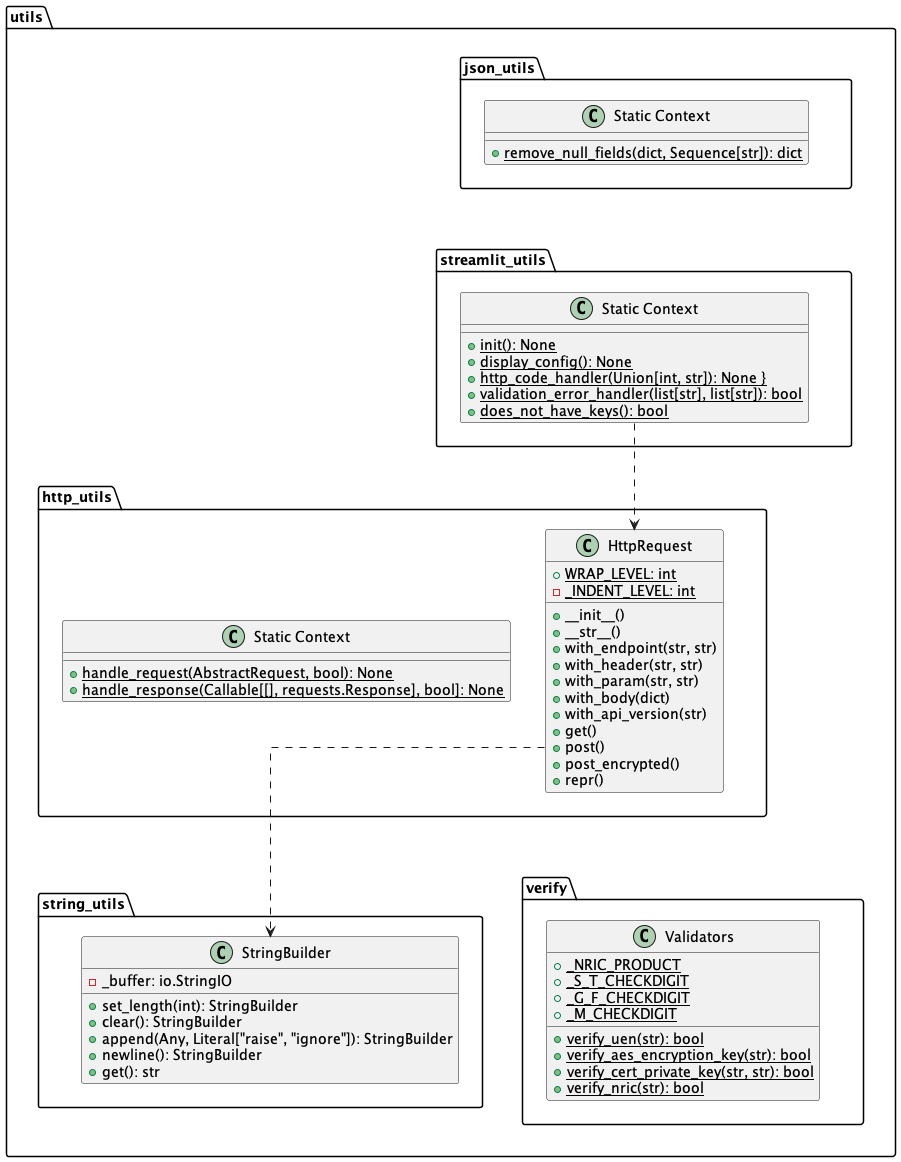 utils
json_utils
C Static Context
remove_null_fields(dict, Sequence[str]): dict
streamlit_utils
C Static Context
init(): None
display_config(): None
http_code_handler(Union[int, str]): None }
validation_error_handler(list[str], list[str]): bool
does_not_have_keys(): bool
http_utils
C HttpRequest
WRAP_LEVEL: int
_INDENT_LEVEL: int
__init__()
__str__()
with_endpoint(str, str)
with_header(str, str)
with_param(str, str)
with_body(dict)
with_api_version(str)
get()
post()
post_encrypted()
repr()
C Static Context
handle_request(AbstractRequest, bool): None
handle_response(Callable[[], requests.Response], bool]: None
string_utils
C StringBuilder
_buffer: io.StringIO
set_length(int): StringBuilder
clear(): StringBuilder
append(Any, Literal["raise", "ignore"]): StringBuilder
newline(): StringBuilder
get(): str
verify
C Validators
_NRIC_PRODUCT
_S_T_CHECKDIGIT
_G_F_CHECKDIGIT
_M_CHECKDIGIT
verify_uen(str): bool
verify_aes_encryption_key(str): bool
verify_cert_private_key(str, str): bool
verify_nric(str): bool